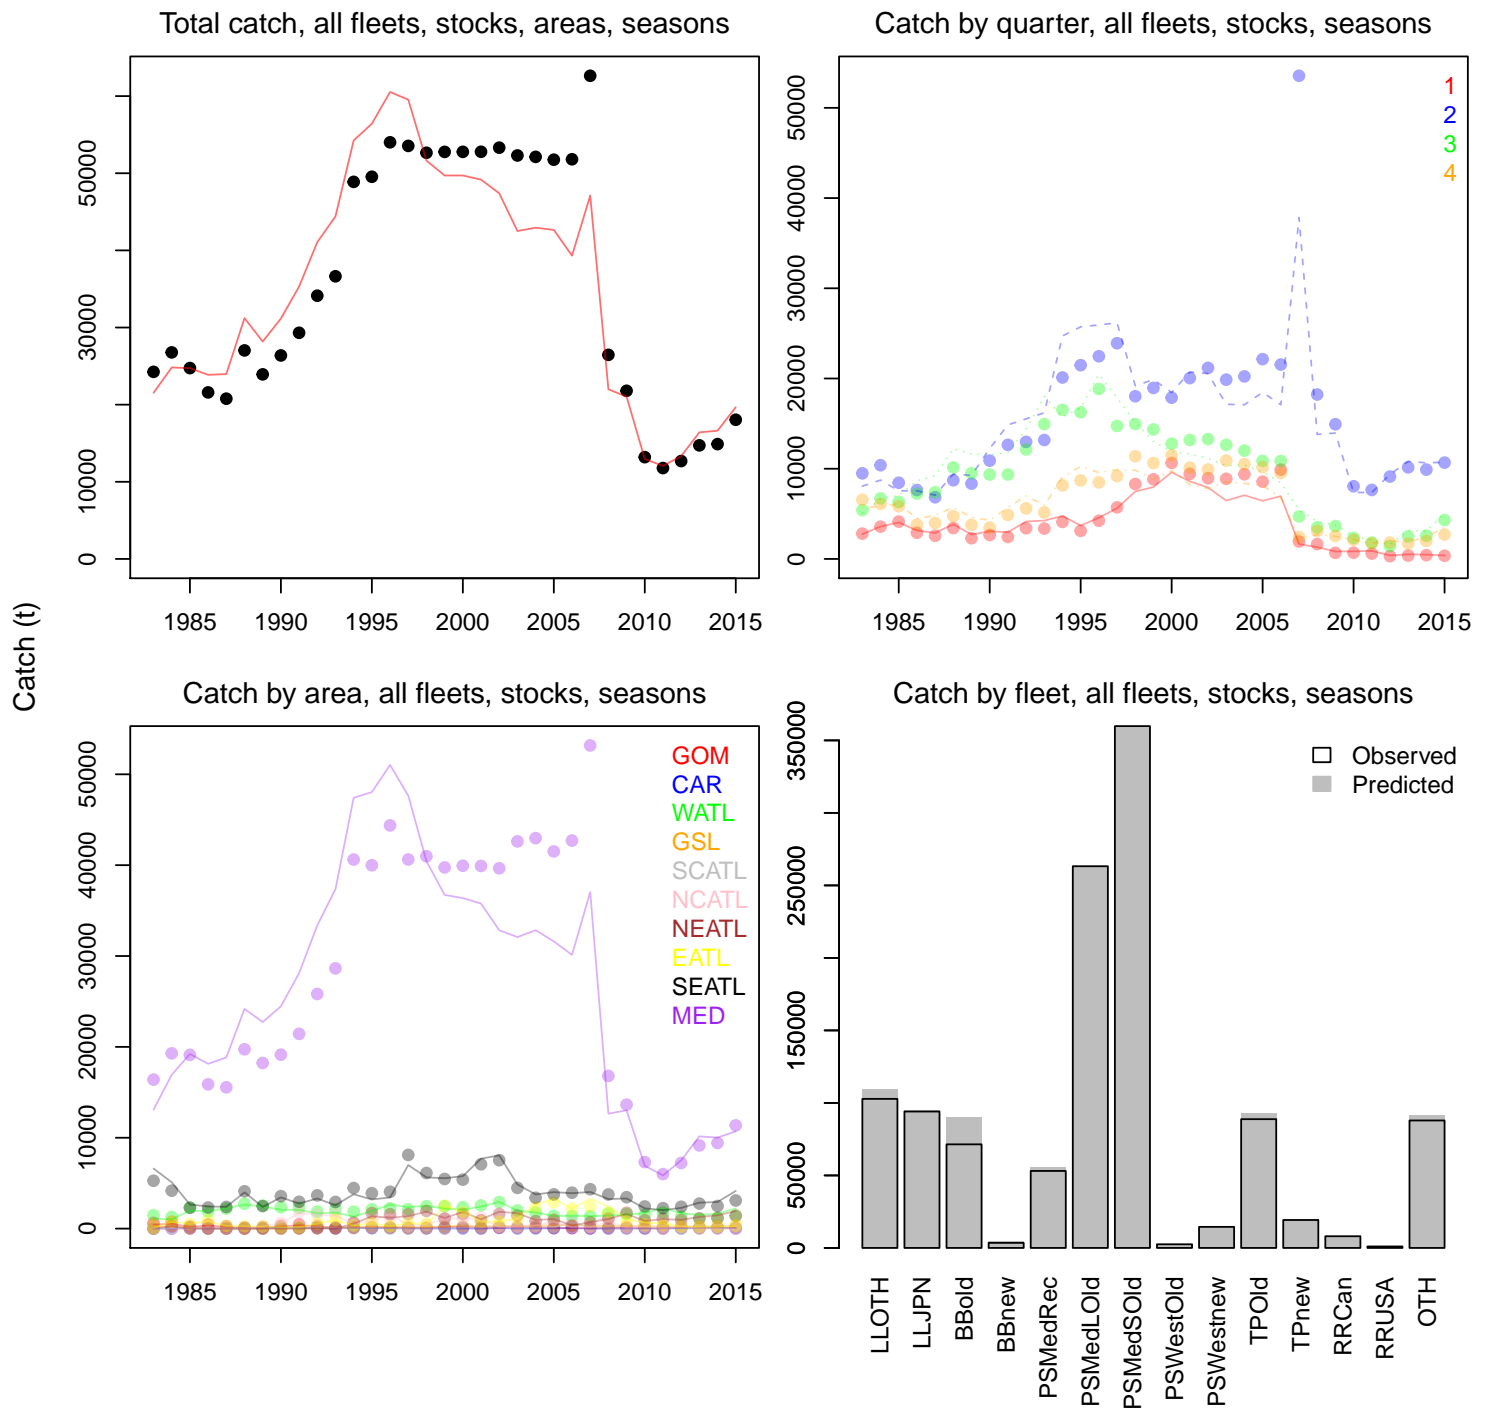 Total catch, all fleets, stocks, areas, seasons
0
10000
30000
50000
1985 1990 1995 2000 2005 2010 2015
Catch by quarter, all fleets, stocks, seasons
0
10000
20000
30000
40000
50000
1
2
3
4
1985 1990 1995 2000 2005 2010 2015
Catch (t)
Catch by area, all fleets, stocks, seasons
0
10000
20000
30000
40000
50000
GOM
CAR
WATL
GSL
SCATL
NCATL
NEATL
EATL
SEATL
MED
1985 1990 1995 2000 2005 2010 2015
Catch by fleet, all fleets, stocks, seasons
0
50000
150000
250000
350000
Observed
Predicted
LLOTH
LLJPN
BBold
BBnew
PSMedRec
PSMedLOld
PSMedSOld
PSWestOld
PSWestnew
TPOld
TPnew
RRCan
RRUSA
OTH